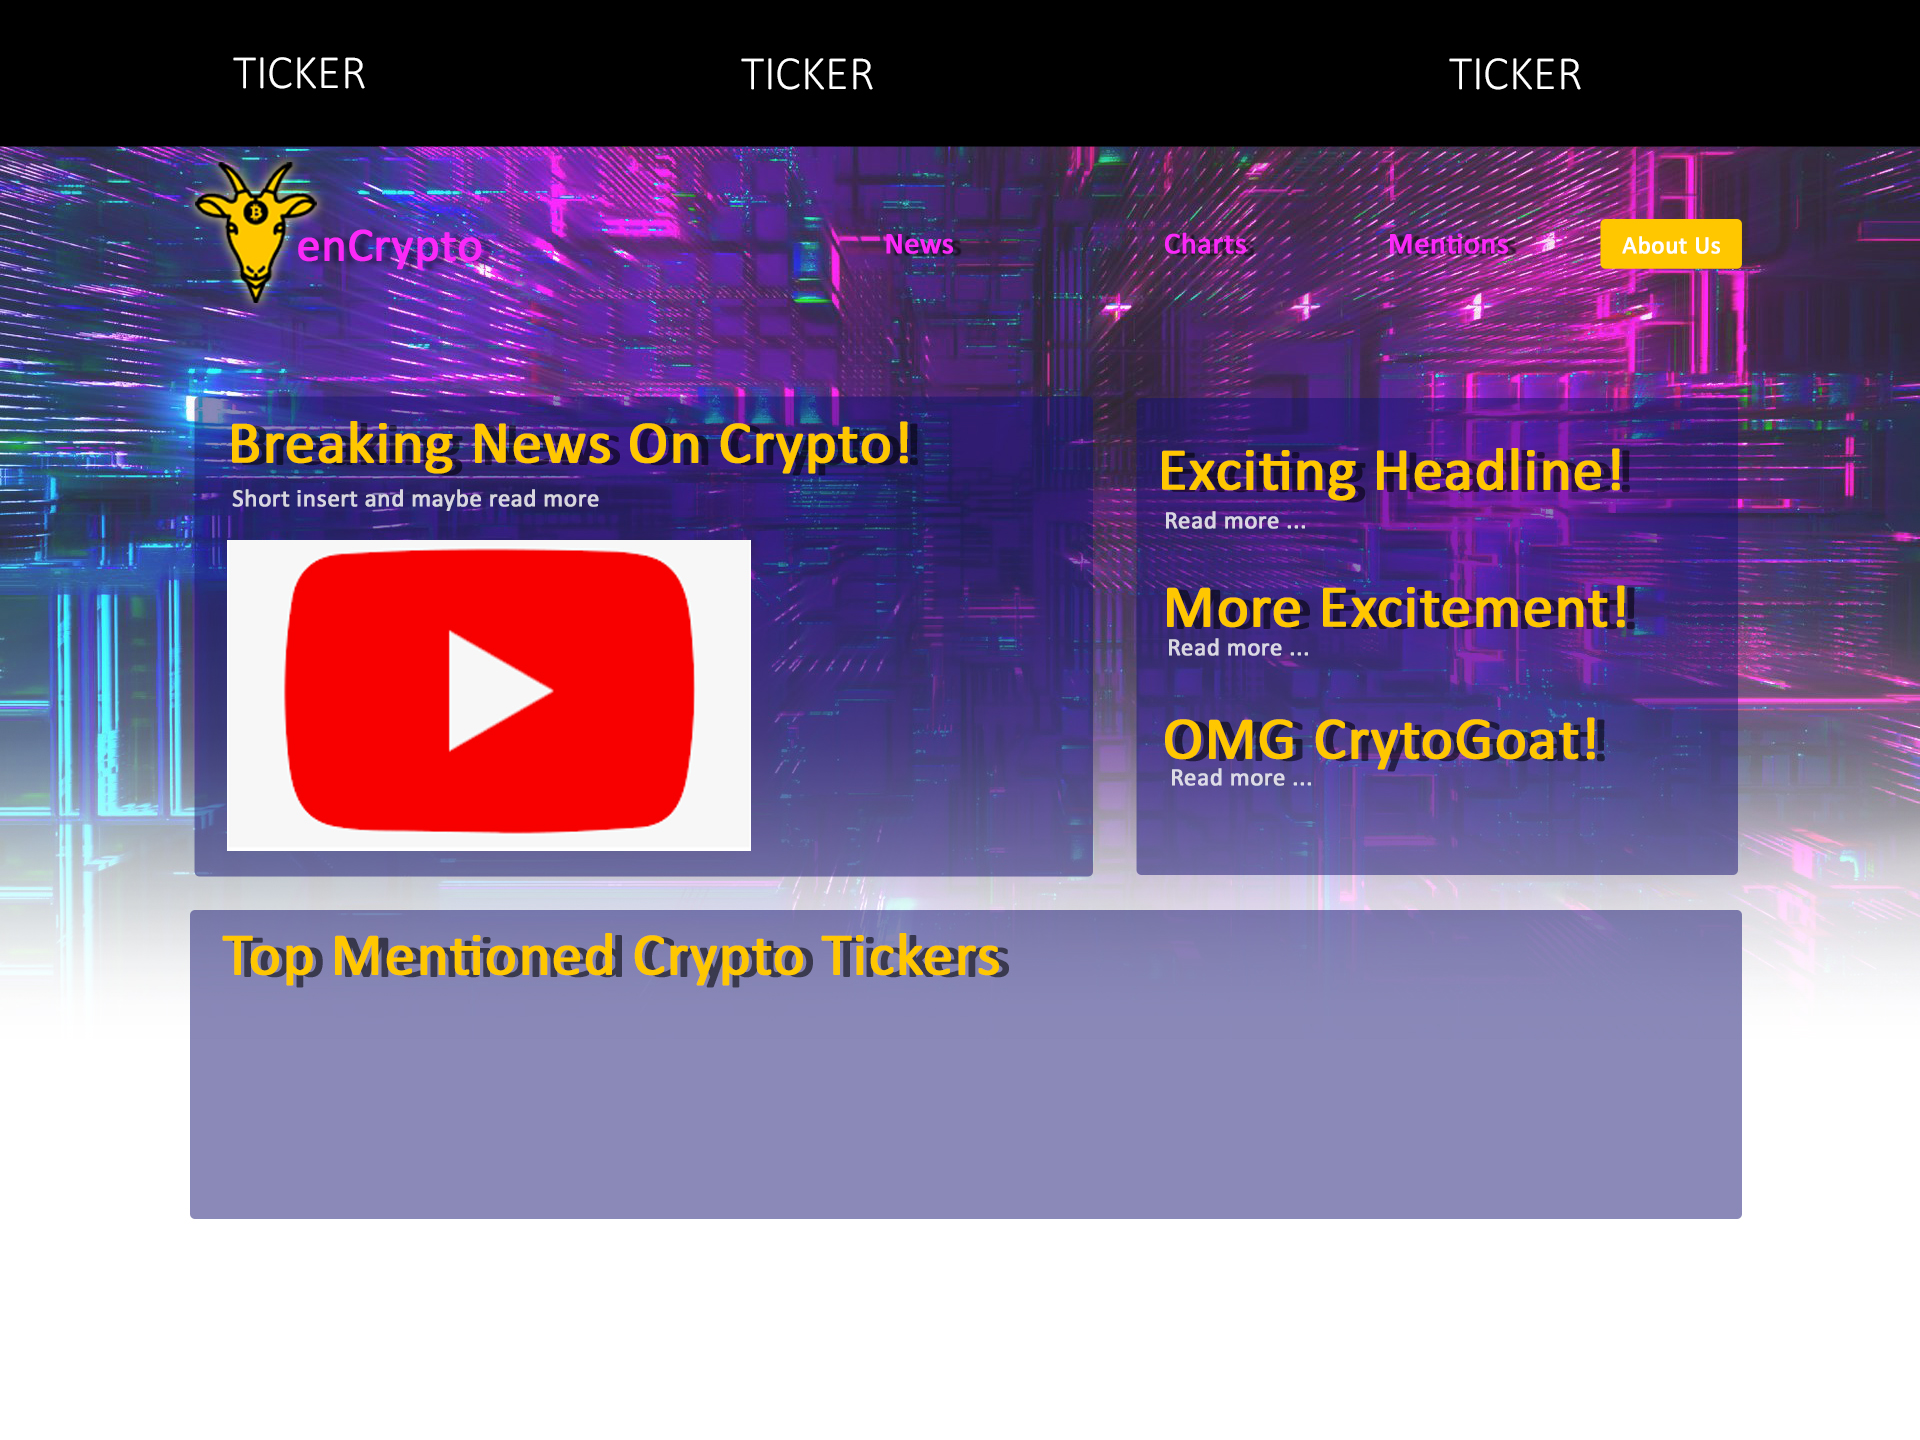 TICKER TICKER TICKER
enCrypto
News Charts Mentions About Us
Breaking News On Crypto!
Short insert and maybe read more
Exciting Headline!
Read more ...
More Excitement!
Read more ...
OMG CrytoGoat!
Read more ...
Top Mentioned Crypto Tickers